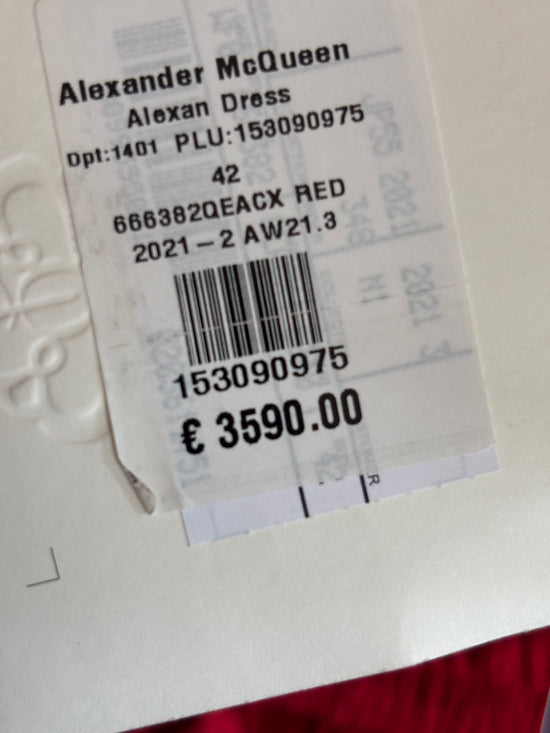 Alexander McQueen
Alexan Dress
Dpt:1401 PLU:153090975
42
666382QEACX RED
2021-2 AW21.3
153090975
€ 3590.00
R